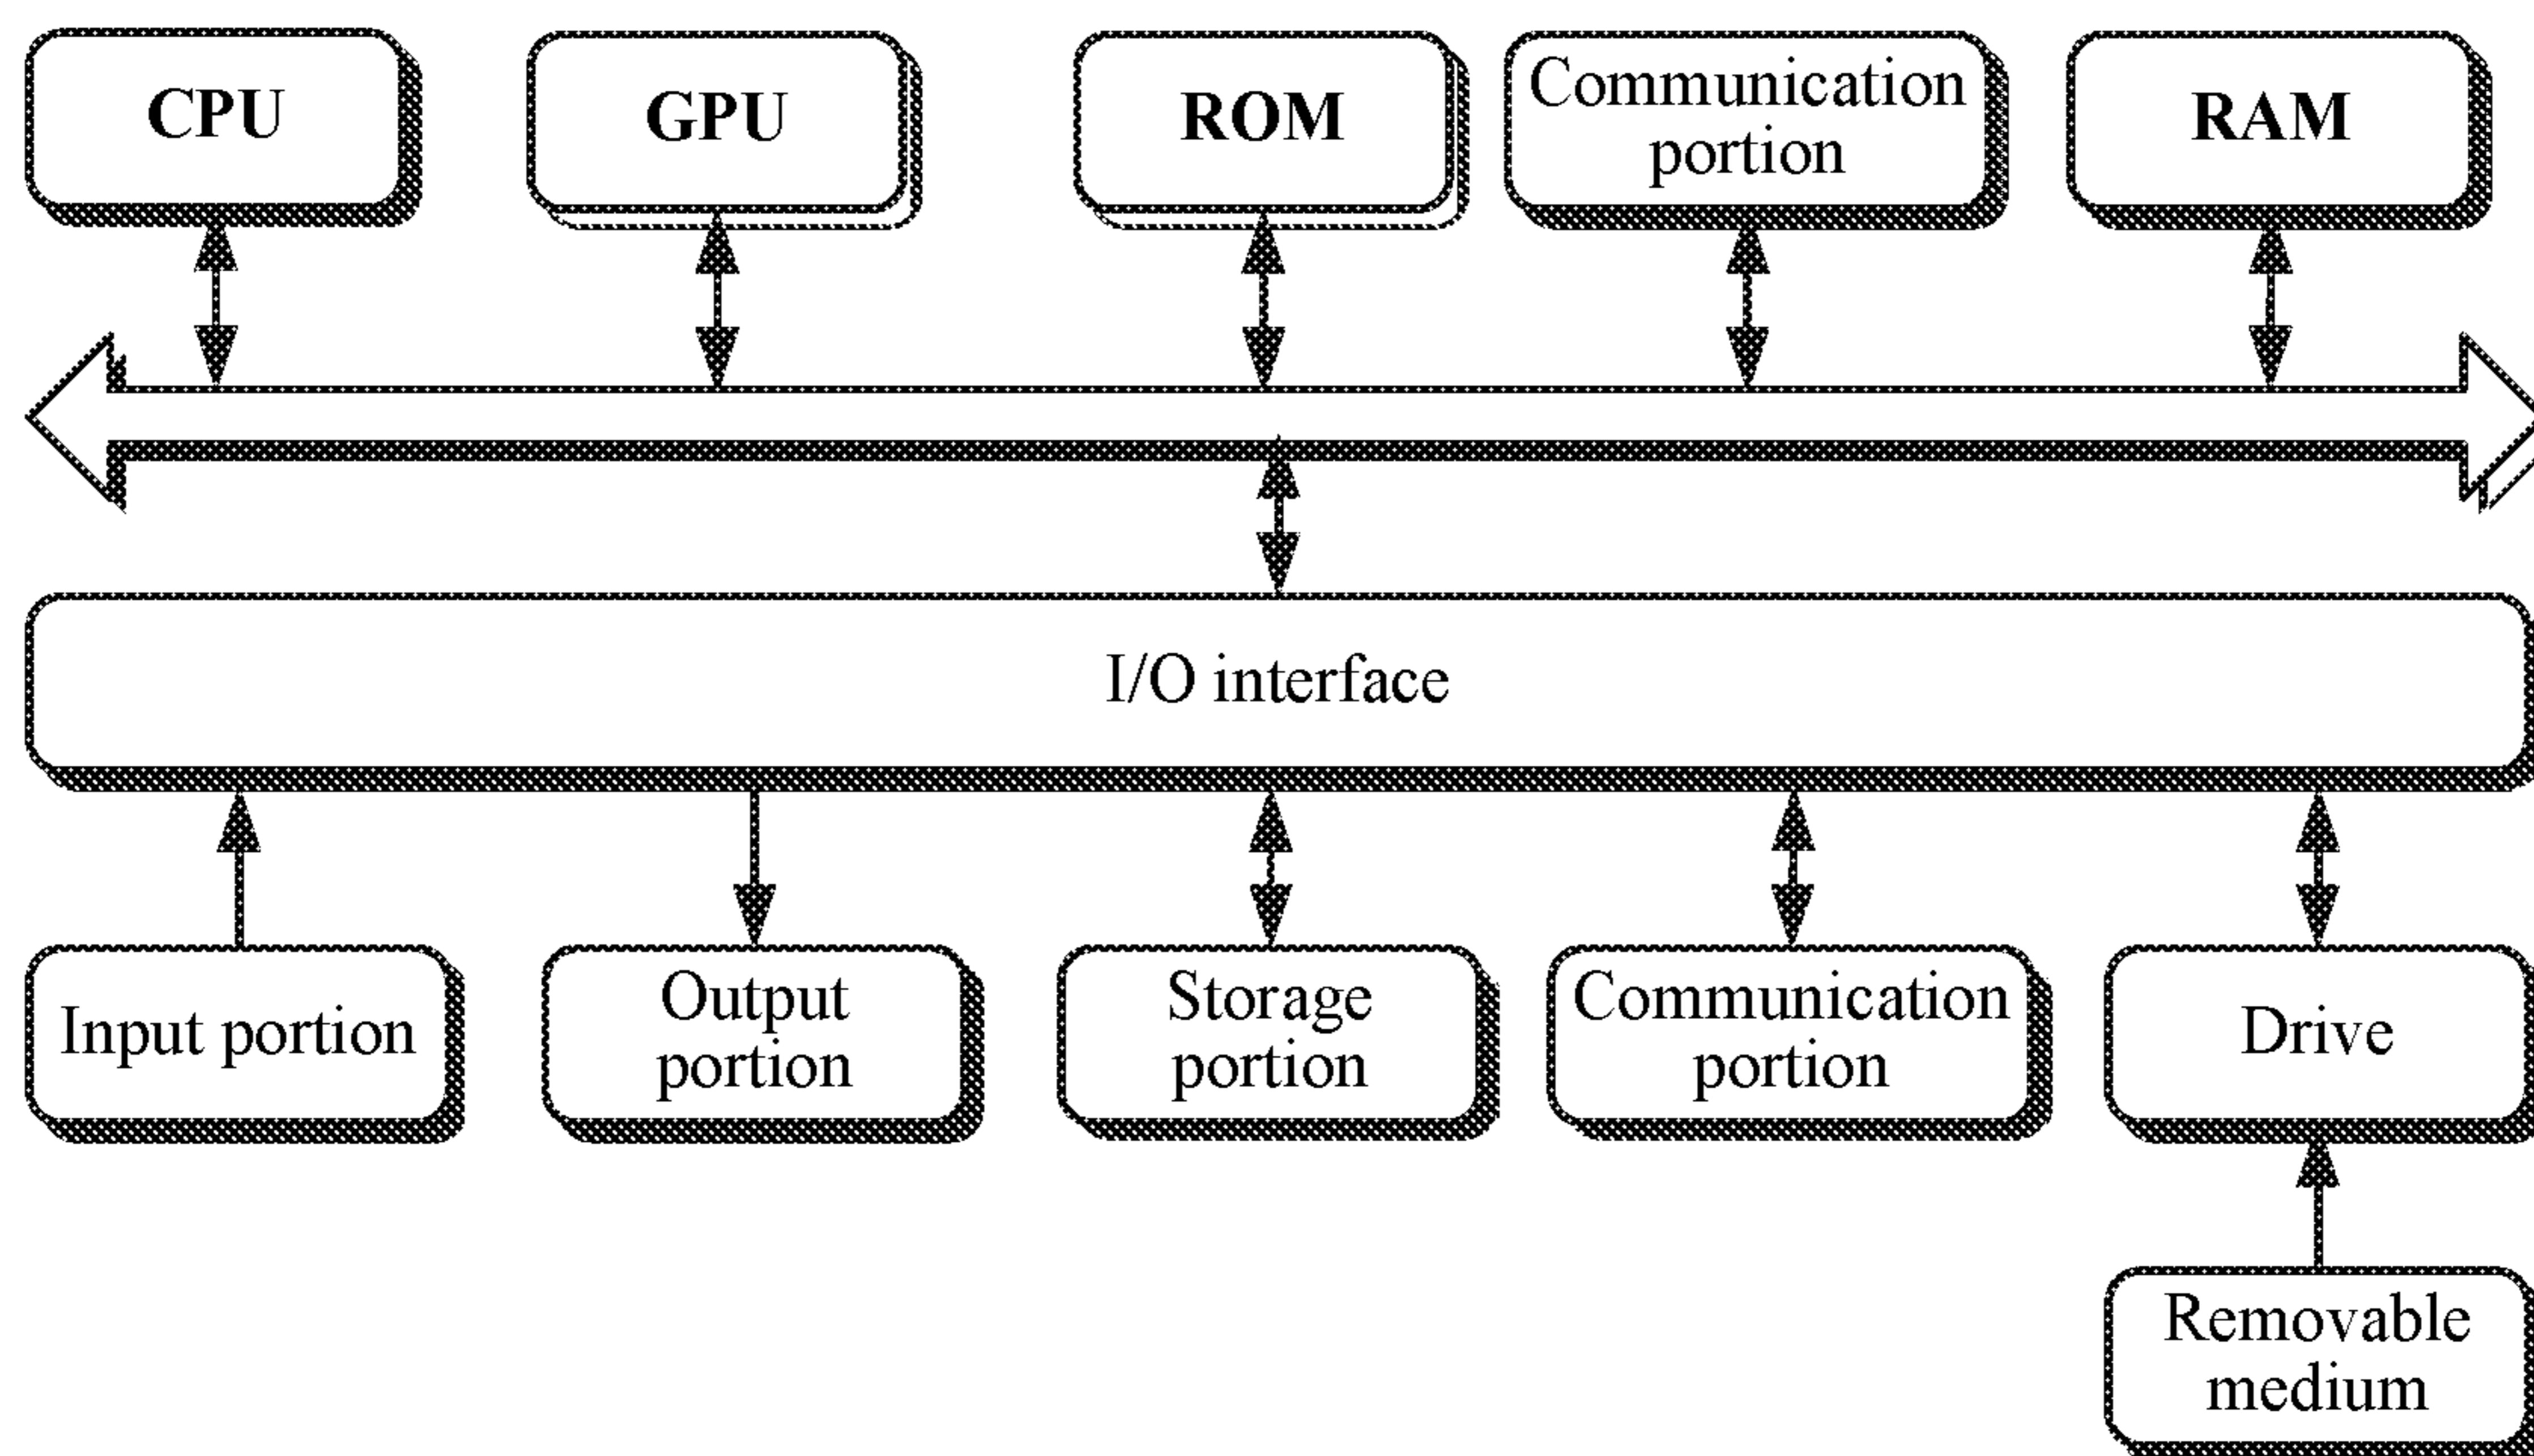 CPU
GPU
ROM
Communication
portion
RAM
I/O interface
Input portion
Output
portion
Storage
portion
Communication
portion
Drive
Removable
medium